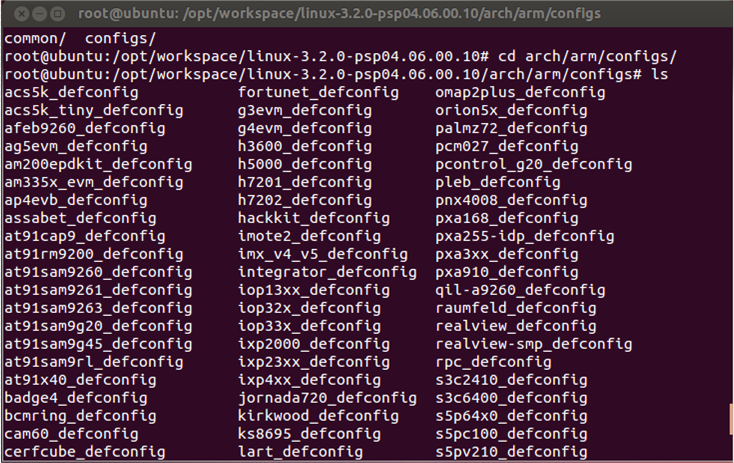 root@ubuntu: /opt/workspace/linux-3.2.0-psp04.06.00.10/arch/arm/configs
common/  configs/
root@ubuntu:/opt/workspace/linux-3.2.0-psp04.06.00.10# cd arch/arm/configs/
root@ubuntu:/opt/workspace/linux-3.2.0-psp04.06.00.10/arch/arm/configs# ls
acs5k_defconfig fortunet_defconfig omap2plus_defconfig
acs5k_tiny_defconfig g3evm_defconfig orion5x_defconfig
afeb9260_defconfig g4evm_defconfig palmz72_defconfig
ag5evm_defconfig h3600_defconfig pcm027_defconfig
am200epdkit_defconfig h5000_defconfig pcontrol_g20_defconfig
am335x_evm_defconfig h7201_defconfig pleb_defconfig
ap4evb_defconfig h7202_defconfig pnx4008_defconfig
assabet_defconfig hackkit_defconfig pxa168_defconfig
at91cap9_defconfig imote2_defconfig pxa255-idp_defconfig
at91rm9200_defconfig imx_v4_v5_defconfig pxa3xx_defconfig
at91sam9260_defconfig integrator_defconfig pxa910_defconfig
at91sam9261_defconfig iop13xx_defconfig qil-a9260_defconfig
at91sam9263_defconfig iop32x_defconfig raumfeld_defconfig
at91sam9g20_defconfig iop33x_defconfig realview_defconfig
at91sam9g45_defconfig ixp2000_defconfig realview-smp_defconfig
at91sam9rl_defconfig ixp23xx_defconfig rpc_defconfig
at91x40_defconfig ixp4xx_defconfig s3c2410_defconfig
badge4_defconfig jornada720_defconfig s3c6400_defconfig
bcmring_defconfig kirkwood_defconfig s5p64x0_defconfig
cam60_defconfig ks8695_defconfig s5pc100_defconfig
cerfcube_defconfig lart_defconfig s5pv210_defconfig